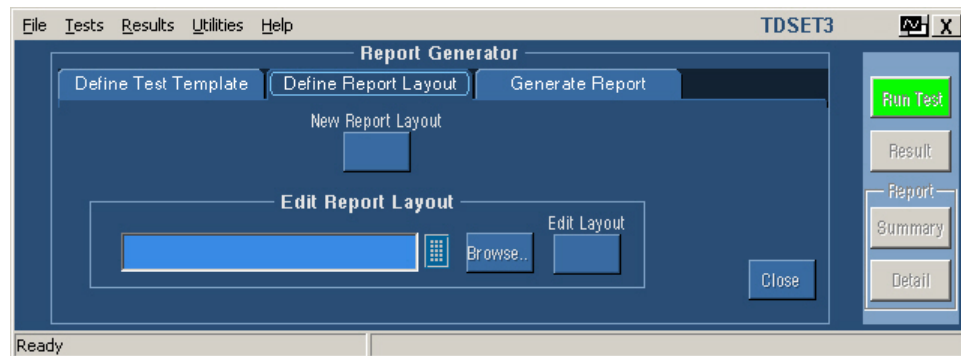 File Tests Results Utilities Help TDSET3 X
Report Generator
Define Test Template Define Report Layout Generate Report
New Report Layout
Edit Report Layout
Edit Layout
Browse..
Close
Run Test
Result
Report
Summary
Detail
Ready